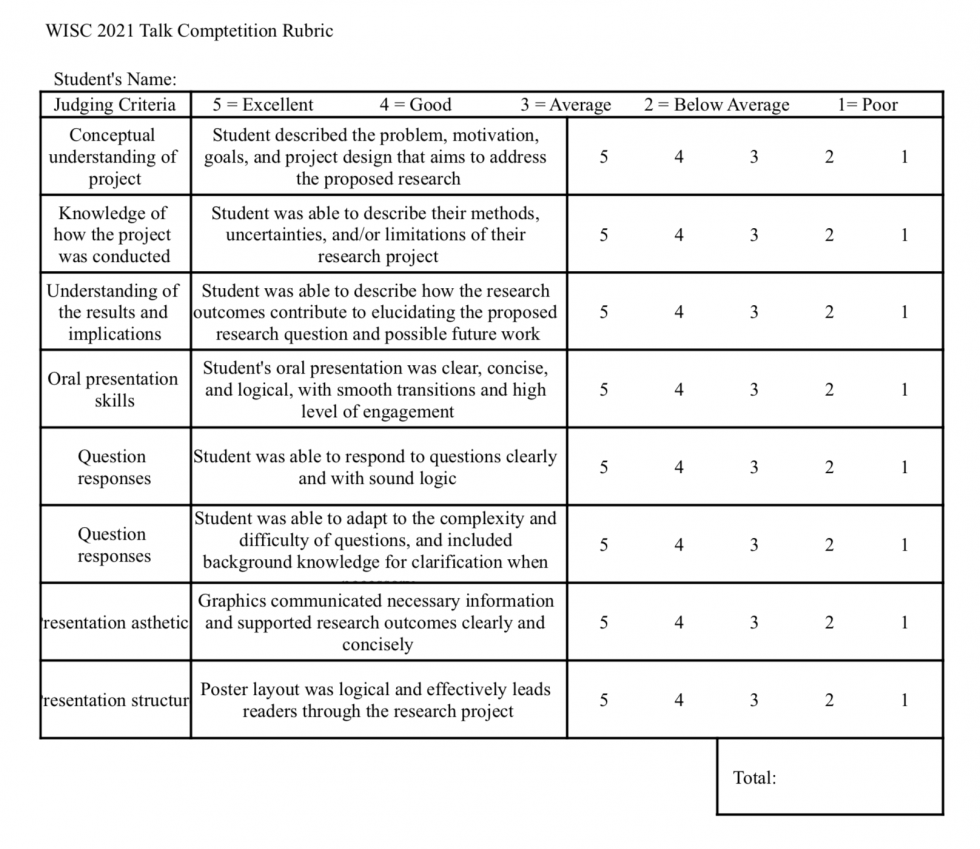 WISC 2021 Talk Comptetition Rubric
Student's Name:
Judging Criteria 5 = Excellent 4 = Good 3 = Average 2 = Below Average 1= Poor
Conceptual
understanding of
project
Student described the problem, motivation,
goals, and project design that aims to address
the proposed research
5 4 3 2 1
Knowledge of
how the project
was conducted
Student was able to describe their methods,
uncertainties, and/or limitations of their
research project
5 4 3 2 1
Understanding of
the results and
implications
Student was able to describe how the research
outcomes contribute to elucidating the proposed
research question and possible future work
5 4 3 2 1
Oral presentation
skills
Student's oral presentation was clear, concise,
and logical, with smooth transitions and high
level of engagement
5 4 3 2 1
Question
responses
Student was able to respond to questions clearly
and with sound logic
5 4 3 2 1
Question
responses
Student was able to adapt to the complexity and
difficulty of questions, and included
background knowledge for clarification when
5 4 3 2 1
resentation asthetic
Graphics communicated necessary information
and supported research outcomes clearly and
concisely
5 4 3 2 1
resentation structur
Poster layout was logical and effectively leads
readers through the research project
5 4 3 2 1
Total: